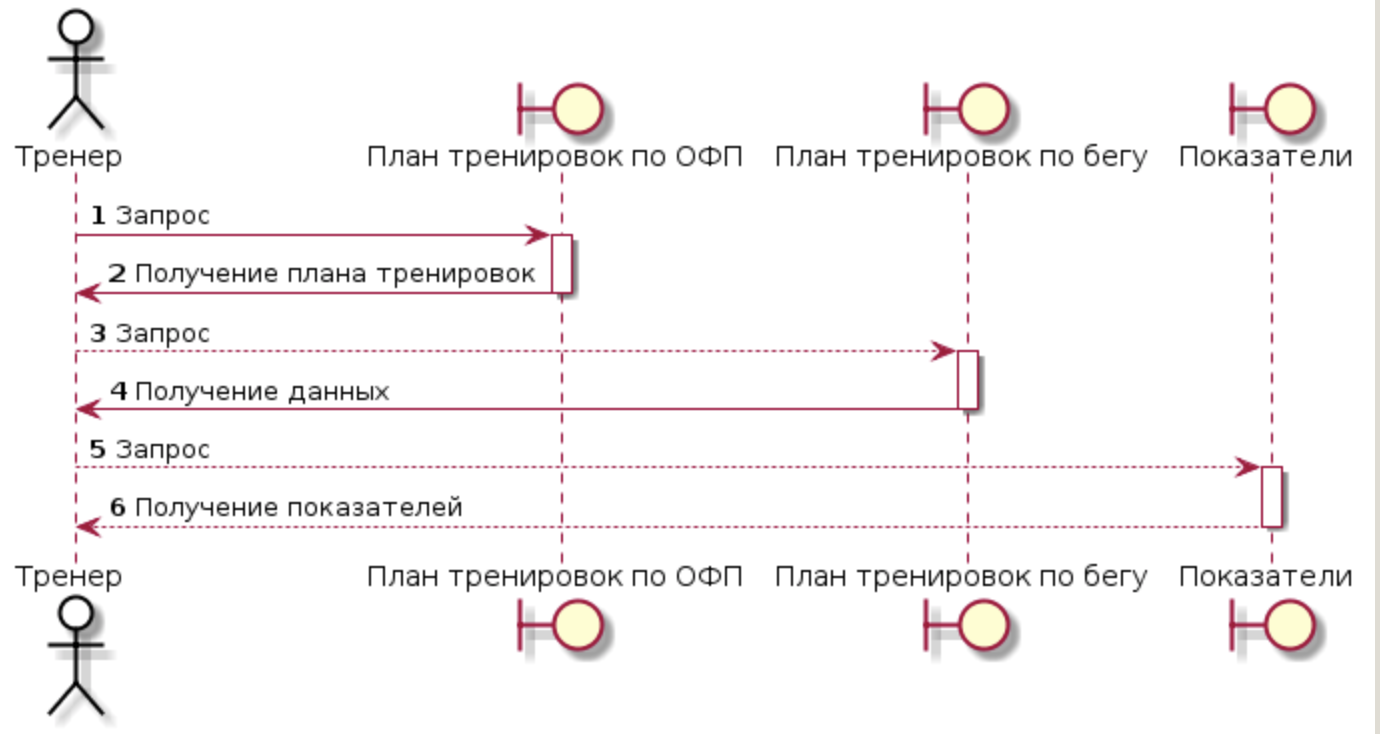 Тренер
План тренировок по ОФП
План тренировок по бегу
Показатели
1 Запрос
2 Получение плана тренировок
3 Запрос
4 Получение данных
5 Запрос
6 Получение показателей
Тренер
План тренировок по ОФП
План тренировок по бегу
Показатели